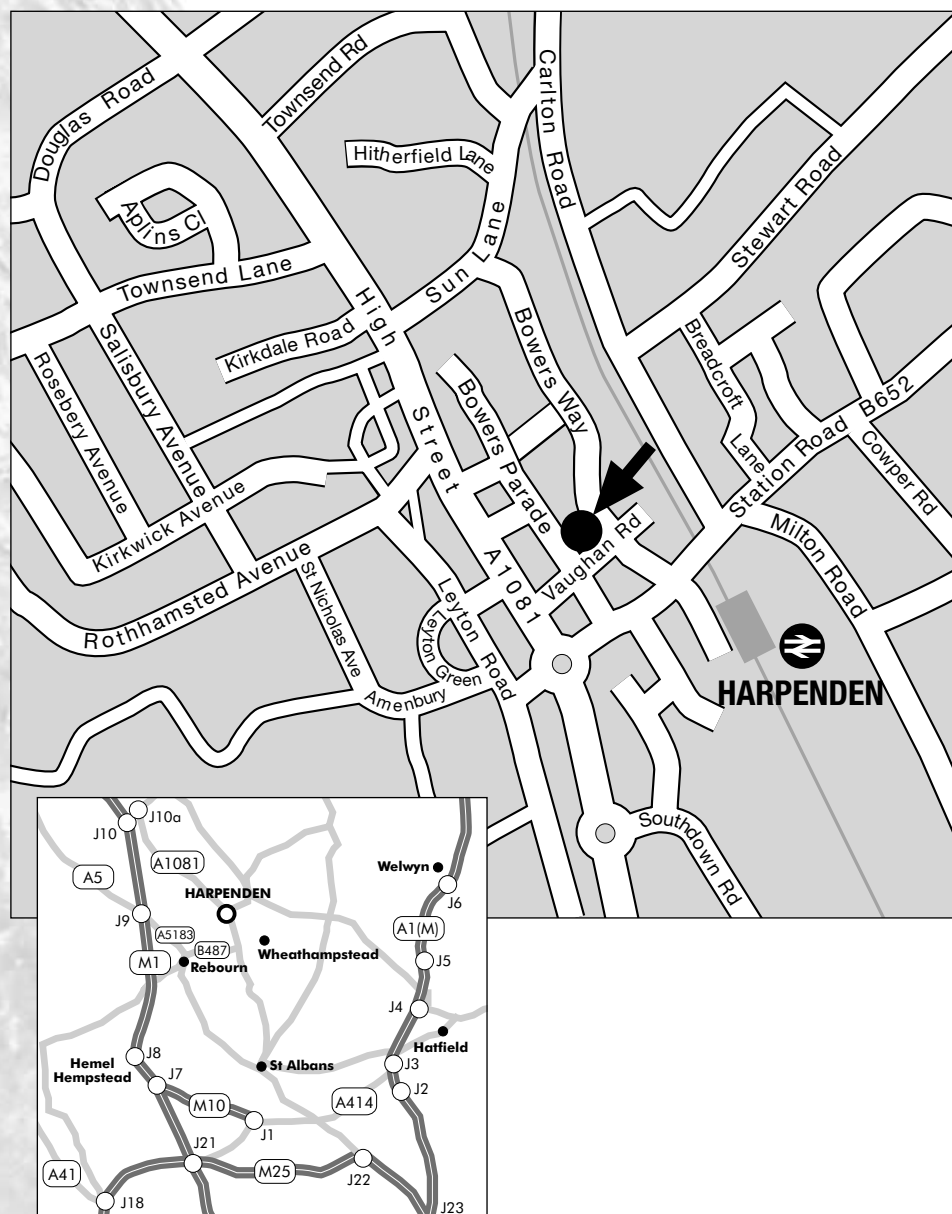 Douglas Road
Townsend Rd
Carlton Road
Hitherfield Lane
Aplins Cl
Stewart Road
Townsend Lane
Sun Lane
High Street A1081
Kirkdale Road
Bowers Way
Breadcroft Lane
Salisbury Avenue
Rosebery Avenue
Bowers Parade
Station Road B652
Cowper Rd
Kirkwick Avenue
Rothhamsted Avenue
Vaughan Rd
Milton Road
St Nicholas Ave
Leyton Road
Leyton Green
Amenbury
HARPENDEN
Southdown Rd
J10
J10a
A1081
A5
HARPENDEN
Welwyn
J6
J9
A5183
B487
A1(M)
Wheathampstead
M1
Rebourn
J5
J4
Hatfield
J8
Hemel
Hempstead
J7
St Albans
J3
J2
M10
A414
J1
J21
A41
M25
J22
J18
J23